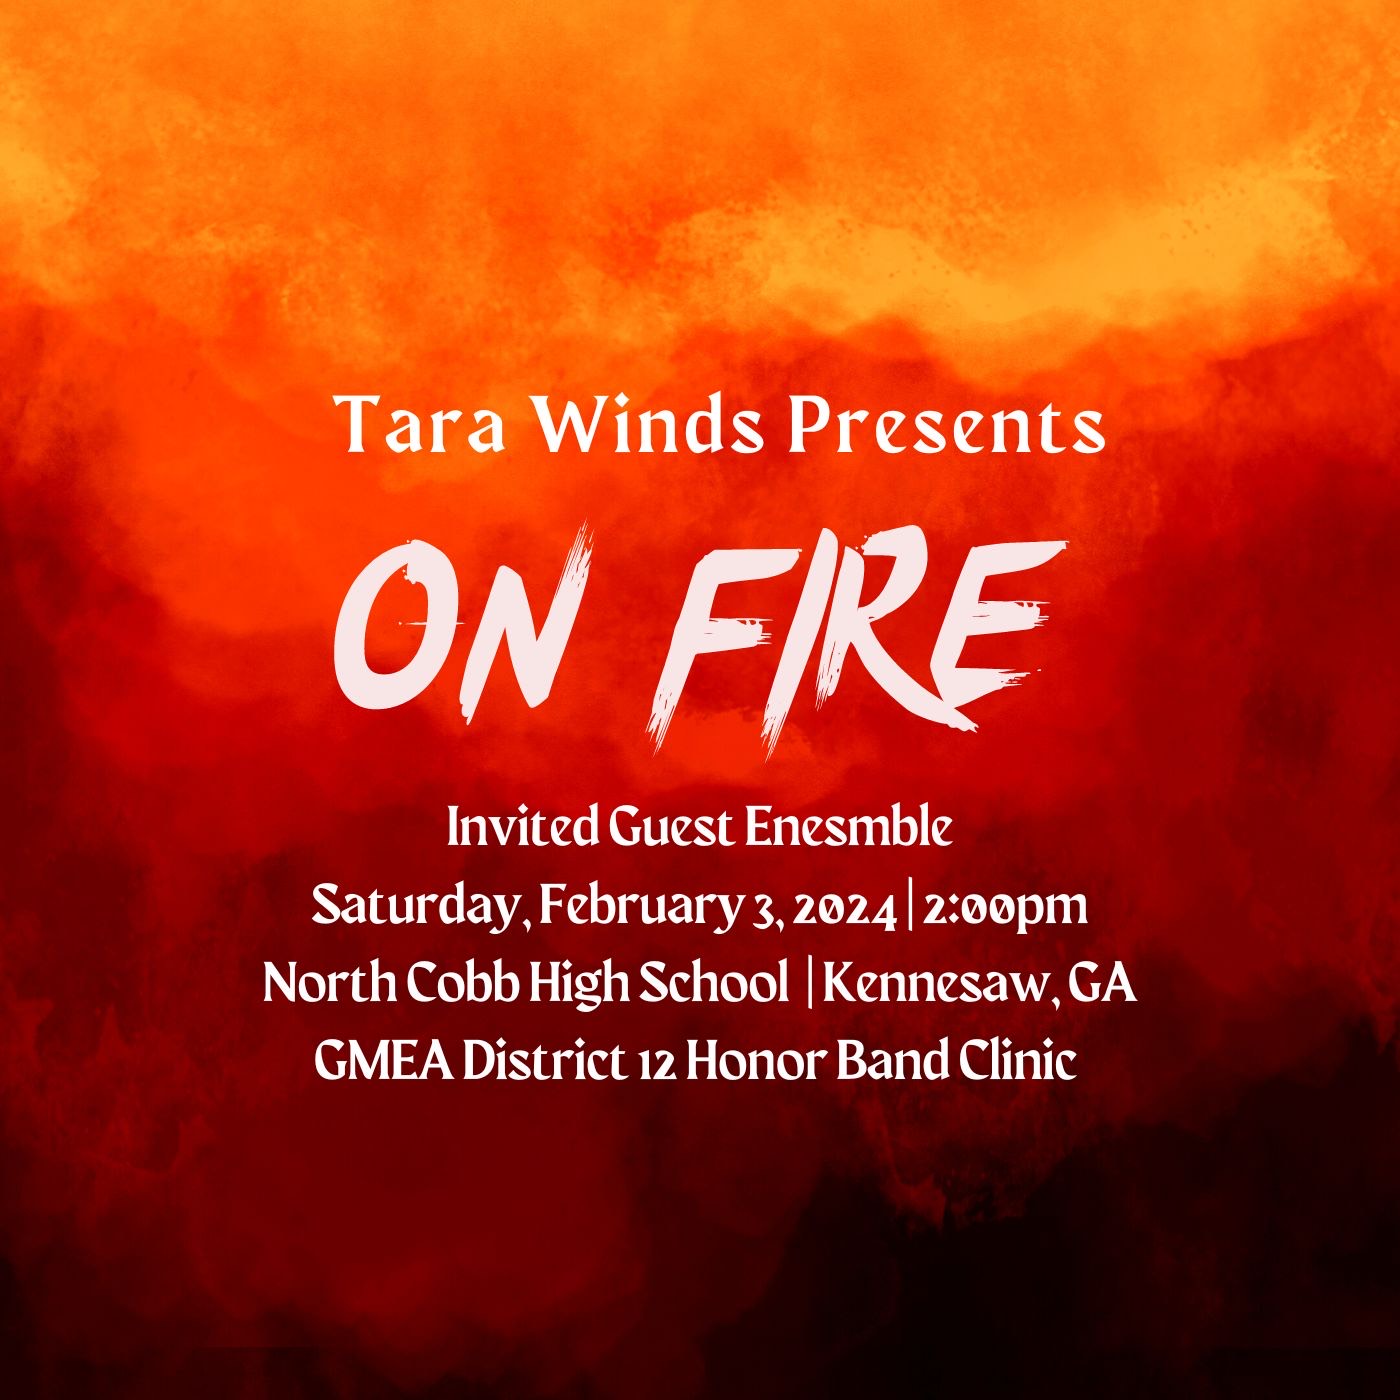 Tara Winds Presents
ON FIRE
Invited Guest Enesmble
Saturday, February 3, 2024 | 2:00pm
North Cobb High School | Kennesaw, GA
GMEA District 12 Honor Band Clinic